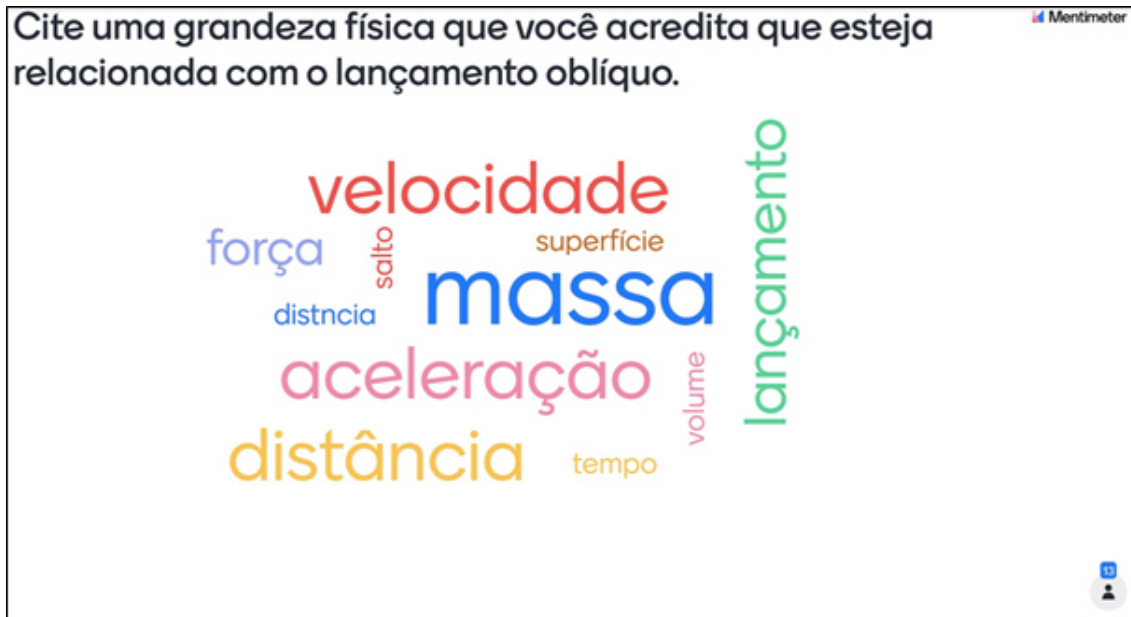 Cite uma grandeza física que você acredita que esteja
relacionada com o lançamento oblíquo.
Mentimeter
velocidade
lançamento
força
salto
superfície
massa
distncia
aceleração
volume
distância
tempo
13